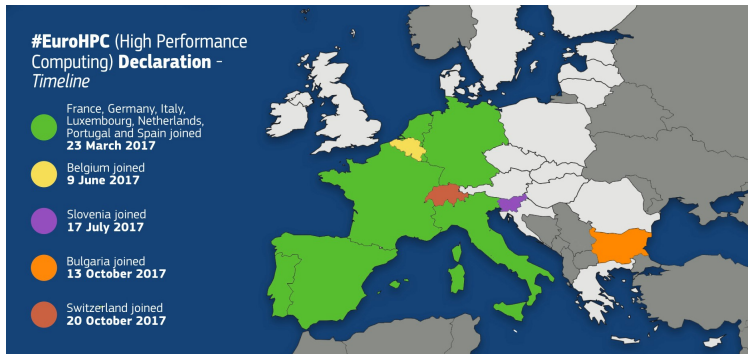 #EuroHPC (High Performance
Computing) Declaration -
Timeline
France, Germany, Italy,
Luxembourg, Netherlands,
Portugal and Spain joined
23 March 2017
Belgium joined
9 June 2017
Slovenia joined
17 July 2017
Bulgaria joined
13 October 2017
Switzerland joined
20 October 2017